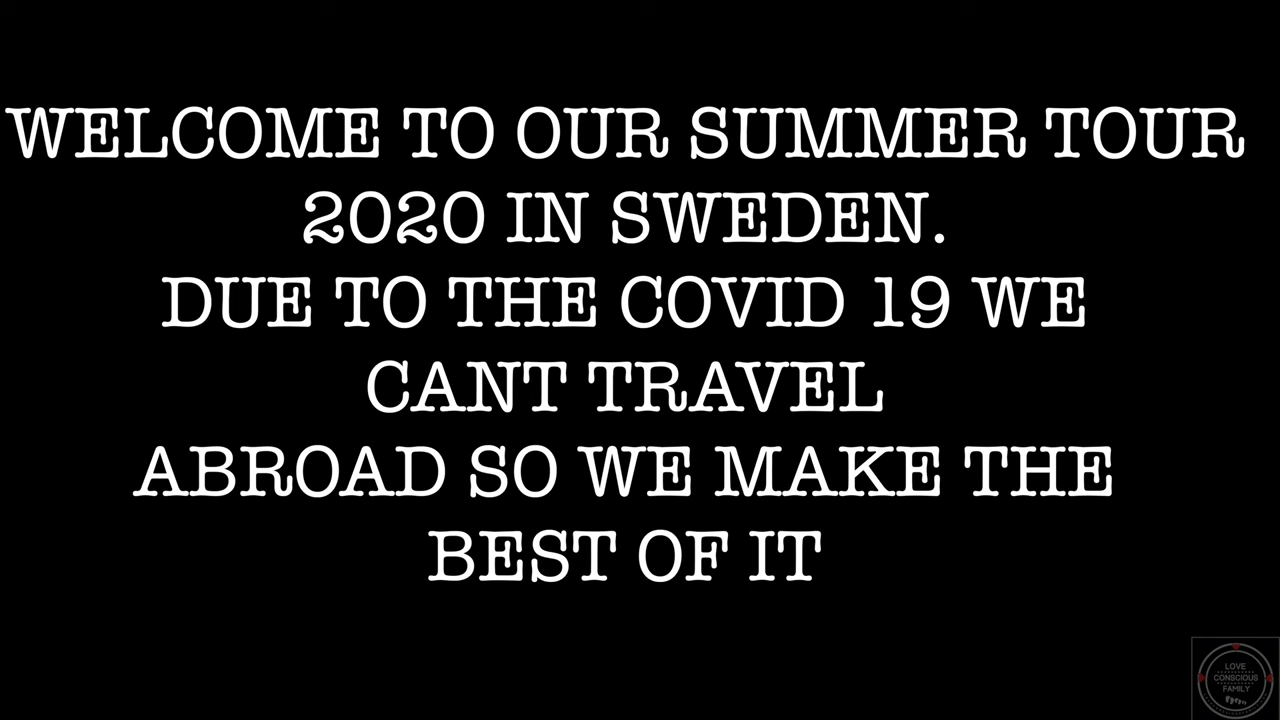 WELCOME TO OUR SUMMER TOUR
2020 IN SWEDEN.
DUE TO THE COVID 19 WE
CANT TRAVEL
ABROAD SO WE MAKE THE
BEST OF IT
LOVE
CONSCIOUS
FAMILY